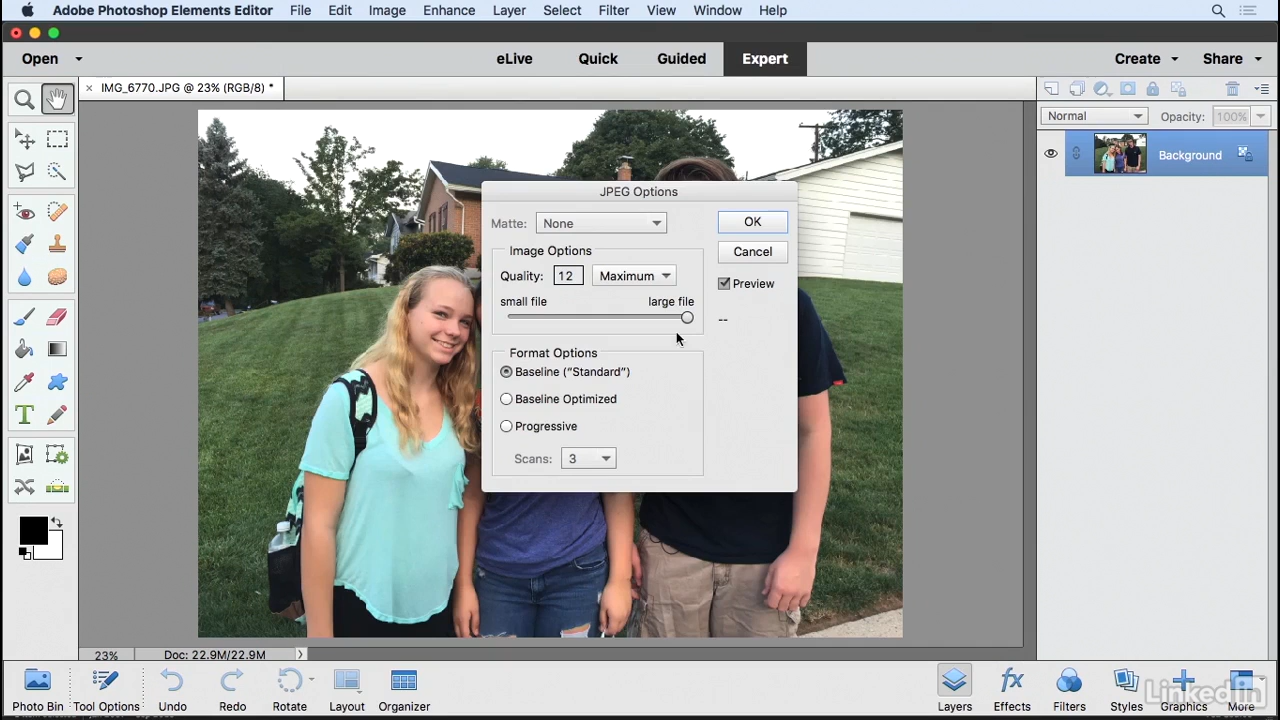 Adobe Photoshop Elements Editor File Edit Image Enhance Layer Select Filter View Window Help
Open eLive Quick Guided Expert Create Share
× IMG_6770.JPG @ 23% (RGB/8) *
Normal Opacity: 100%
Background
JPEG Options
Matte: None OK
Image Options Cancel
Quality: 12 Maximum Preview
small file large file
--
Format Options
Baseline (“Standard”)
Baseline Optimized
Progressive
Scans: 3
T
23% Doc: 22.9M/22.9M
fx
Photo Bin Tool Options Undo Redo Rotate Layout Organizer Layers Effects Filters Styles Graphics More
LinkedIn